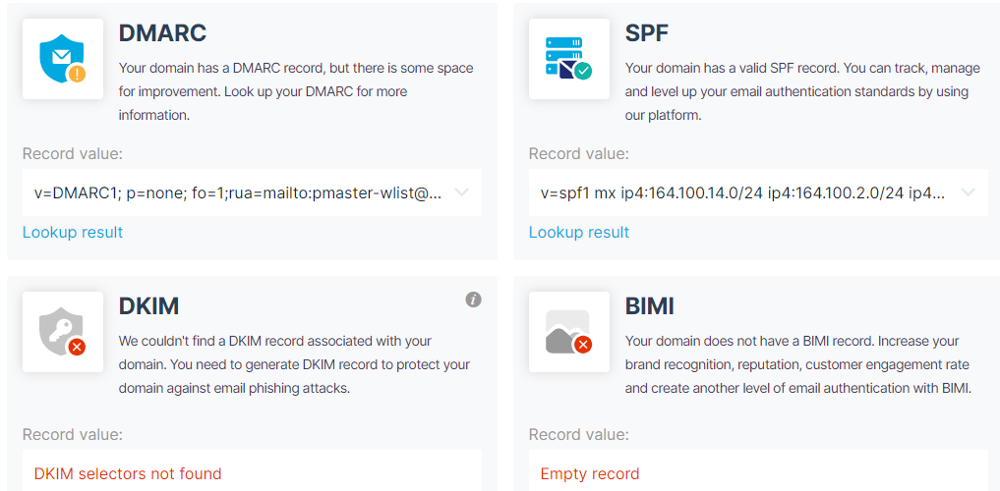 DMARC
Your domain has a DMARC record, but there is some space
for improvement. Look up your DMARC for more
information.
Record value:
v=DMARC1; p=none; fo=1;rua=mailto:pmaster-wlist@...
Lookup result
SPF
Your domain has a valid SPF record. You can track, manage
and level up your email authentication standards by using
our platform.
Record value:
v=spf1 mx ip4:164.100.14.0/24 ip4:164.100.2.0/24 ip4...
Lookup result
DKIM
We couldn't find a DKIM record associated with your
domain. You need to generate DKIM record to protect your
domain against email phishing attacks.
Record value:
DKIM selectors not found
BIMI
Your domain does not have a BIMI record. Increase your
brand recognition, reputation, customer engagement rate
and create another level of email authentication with BIMI.
Record value:
Empty record